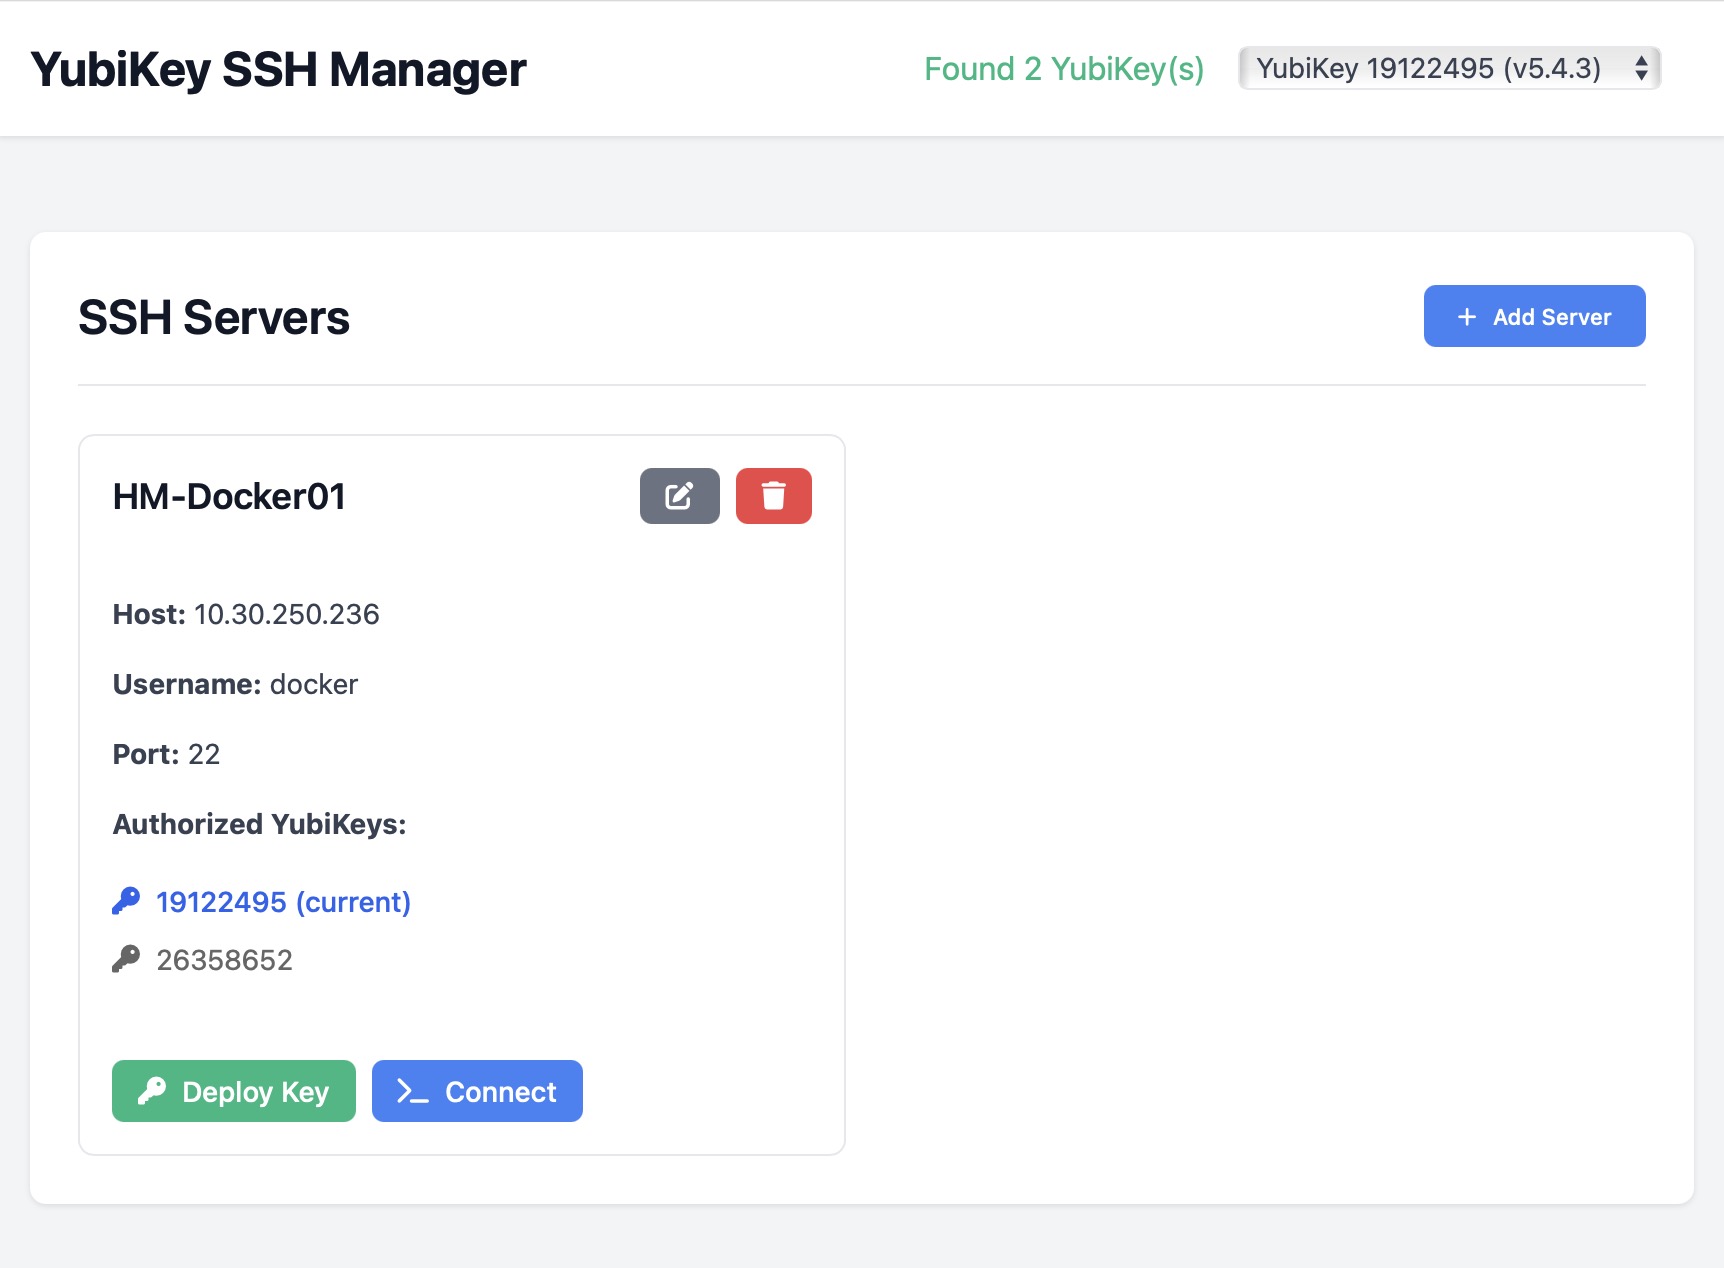 YubiKey SSH Manager
Found 2 YubiKey(s)
YubiKey 19122495 (v5.4.3)
SSH Servers
+ Add Server
HM-Docker01
Host: 10.30.250.236
Username: docker
Port: 22
Authorized YubiKeys:
19122495 (current)
26358652
Deploy Key
Connect